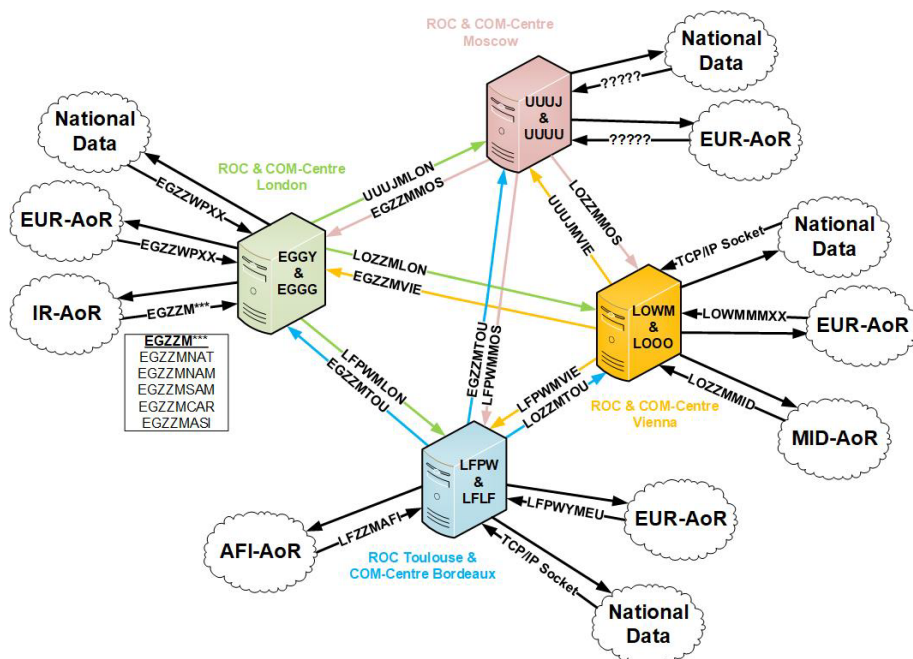 ROC & COM-Centre
Moscow
National
Data
?????
UUUJ
&
UUUU
EUR-AoR
?????
National
Data
EGZZWPXX
ROC & COM-Centre
London
UUUJMLON
EGZZMMOS
LOZZMMOS
UUUJMVIE
EUR-AoR
EGZZWPXX
EGGY
&
EGGG
LOZZMLON
EGZZMVIE
TCP/IP Socket
National
Data
IR-AoR
EGZZM***
LOWM
&
LOOO
LOWMMMXX
EUR-AoR
EGZZM***
EGZZMNAT
EGZZMNAM
EGZZMSAM
EGZZMCAR
EGZZMASI
LFPWMLON
EGZZMTOU
EGZZMTOU
LFPWMMOS
LFPWMVIE
LOZZMTOU
ROC & COM-Centre
Vienna
LOZZMMID
MID-AoR
LFPW
&
LFLF
LFPWYMEU
EUR-AoR
AFI-AoR
LFZZMAFI
ROC Toulouse &
COM-Centre Bordeaux
TCP/IP Socket
National
Data